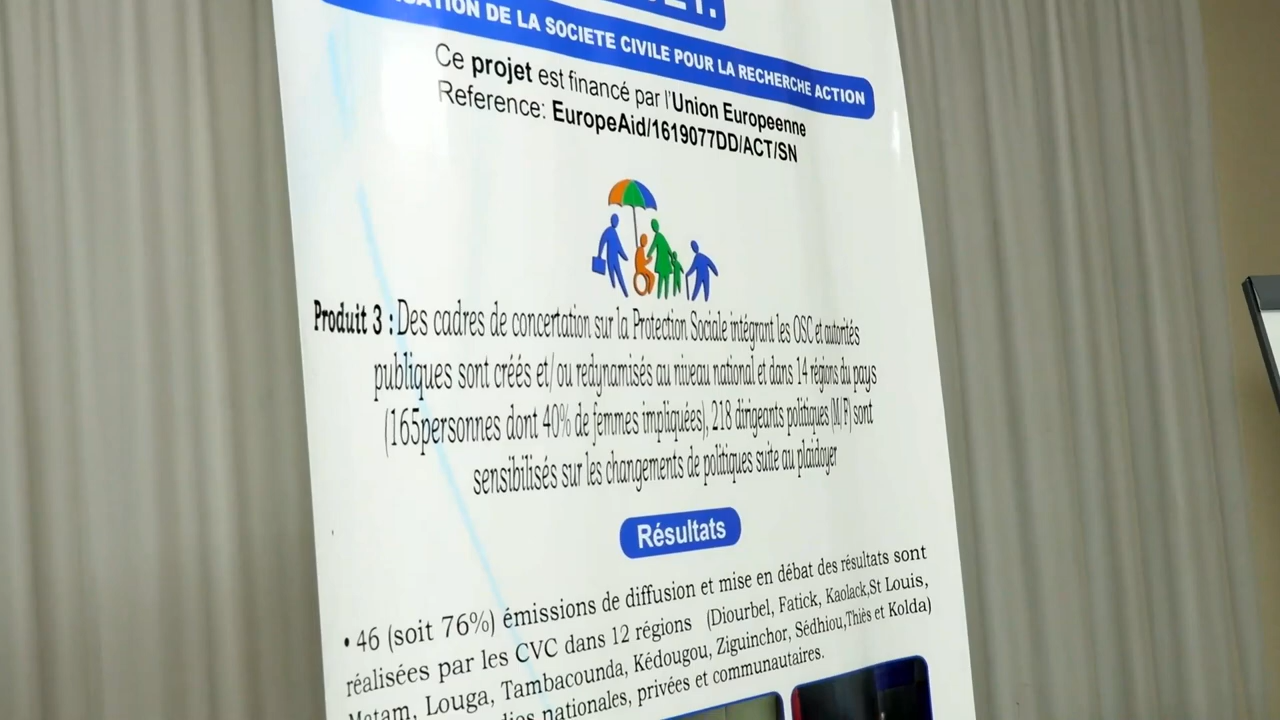 DE LA SOCIETE CIVILE POUR LA RECHERCHE ACTION
Ce projet est financé par l'Union Europeenne
Reference: EuropeAid/1619077DD/ACT/SN
Produit 3 : Des cadres de concertation sur la Protection Sociale intégrant les OSC et autorités
publiques sont créés et/ou redynamisés au niveau national et dans 14 régions du pays
(165personnes dont 40% de femmes impliquées), 218 dirigeants politiques (M/F) sont
sensibilisés sur les changements de politiques suite au plaidoyer
Résultats
• 46 (soit 76%) émissions de diffusion et mise en débat des résultats sont
réalisées par les CVC dans 12 régions (Diourbel, Fatick, Kaolack,St Louis,
Matam, Louga, Tambacounda, Kédougou, Ziguinchor, Sédhiou,Thiès et Kolda)
nationales, privées et communautaires.